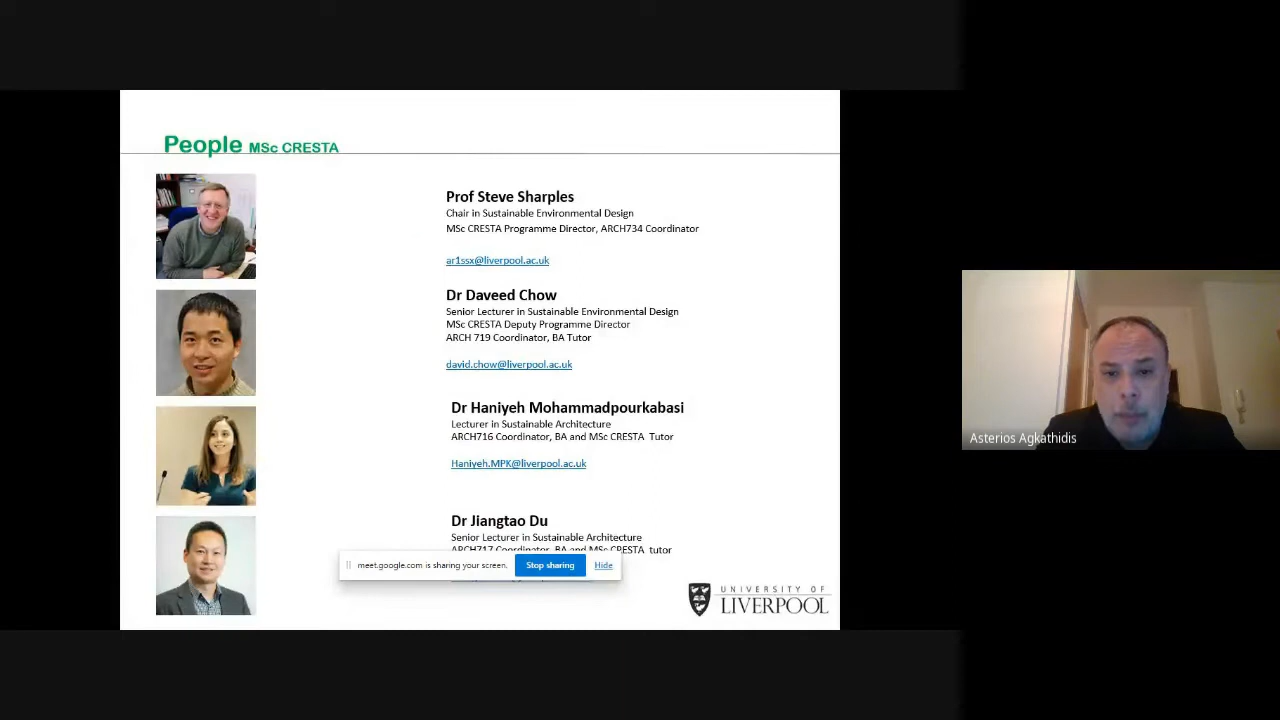 People MSc CRESTA
Prof Steve Sharples
Chair in Sustainable Environmental Design
MSc CRESTA Programme Director, ARCH734 Coordinator
ar1ssx@liverpool.ac.uk
Dr Daveed Chow
Senior Lecturer in Sustainable Environmental Design
MSc CRESTA Deputy Programme Director
ARCH 719 Coordinator, BA Tutor
david.chow@liverpool.ac.uk
Dr Haniyeh Mohammadpourkabasi
Lecturer in Sustainable Architecture
ARCH716 Coordinator, BA and MSc CRESTA Tutor
Haniyeh.MPK@liverpool.ac.uk
Dr Jiangtao Du
Senior Lecturer in Sustainable Architecture
ARCH717 Coordinator, BA and MSc CRESTA tutor
meet.google.com is sharing your screen.
Stop sharing
Hide
UNIVERSITY OF
LIVERPOOL
Asterios Agkathidis